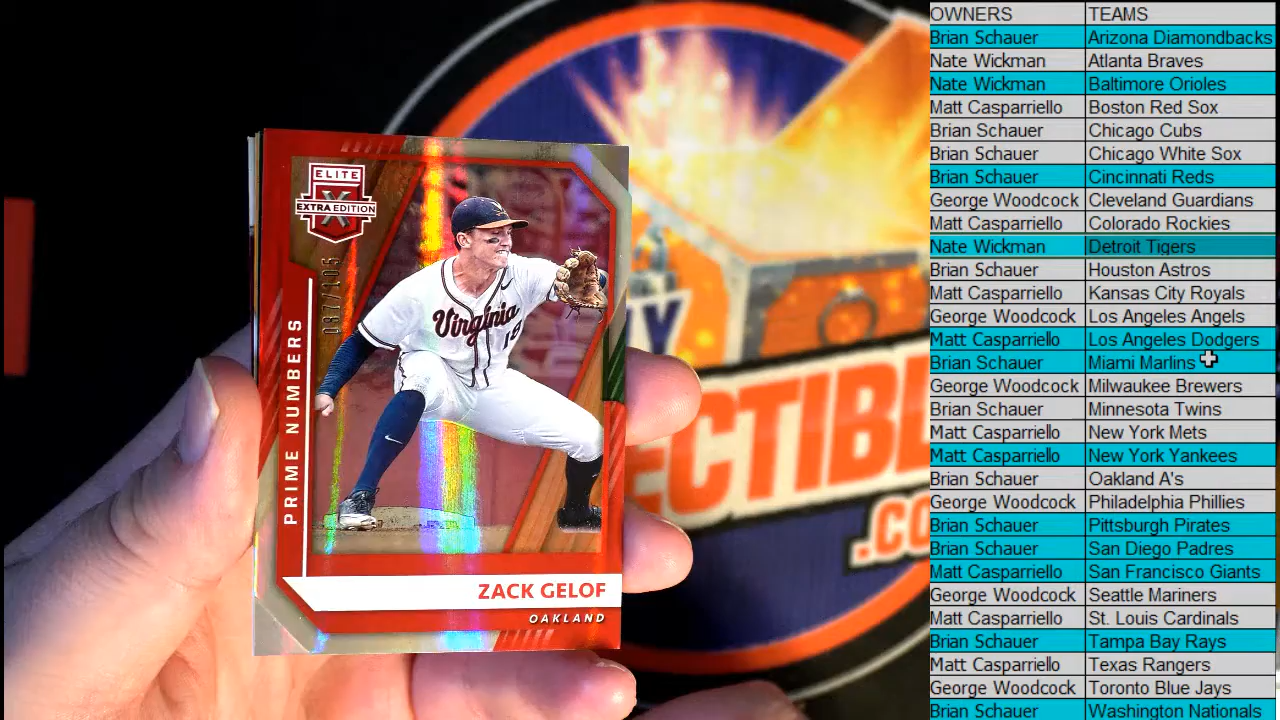 ELITE
X
EXTRA EDITION
PRIME NUMBERS
Virginia
ZACK GELOF
OAKLAND
ECTIBL
.CO
OWNERS TEAMS
Brian Schauer Arizona Diamondbacks
Nate Wickman Atlanta Braves
Nate Wickman Baltimore Orioles
Matt Casparriello Boston Red Sox
Brian Schauer Chicago Cubs
Brian Schauer Chicago White Sox
Brian Schauer Cincinnati Reds
George Woodcock Cleveland Guardians
Matt Casparriello Colorado Rockies
Nate Wickman Detroit Tigers
Brian Schauer Houston Astros
Matt Casparriello Kansas City Royals
George Woodcock Los Angeles Angels
Matt Casparriello Los Angeles Dodgers
Brian Schauer Miami Marlins
George Woodcock Milwaukee Brewers
Brian Schauer Minnesota Twins
Matt Casparriello New York Mets
Matt Casparriello New York Yankees
Brian Schauer Oakland A's
George Woodcock Philadelphia Phillies
Brian Schauer Pittsburgh Pirates
Brian Schauer San Diego Padres
Matt Casparriello San Francisco Giants
George Woodcock Seattle Mariners
Matt Casparriello St. Louis Cardinals
Brian Schauer Tampa Bay Rays
Matt Casparriello Texas Rangers
George Woodcock Toronto Blue Jays
Brian Schauer Washington Nationals